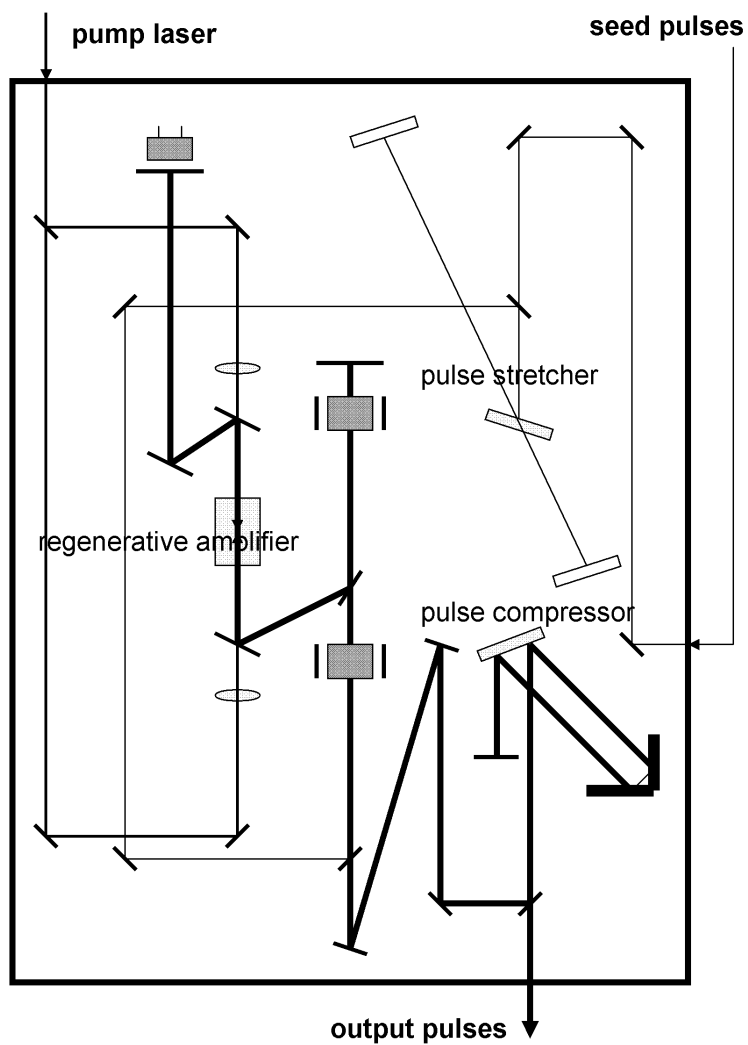 pump laser
seed pulses
pulse stretcher
regenerative amplifier
pulse compressor
output pulses